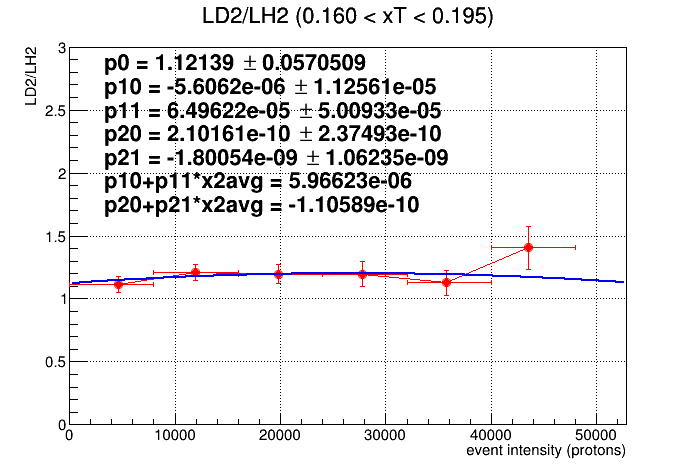 LD2/LH2 (0.160 < xT < 0.195)
LD2/LH2
3
2.5
2
1.5
1
0.5
0
p0 = 1.12139 ± 0.0570509
p10 = -5.6062e-06 ± 1.12561e-05
p11 = 6.49622e-05 ± 5.00933e-05
p20 = 2.10161e-10 ± 2.37493e-10
p21 = -1.80054e-09 ± 1.06235e-09
p10+p11*x2avg = 5.96623e-06
p20+p21*x2avg = -1.10589e-10
0 10000 20000 30000 40000 50000
event intensity (protons)